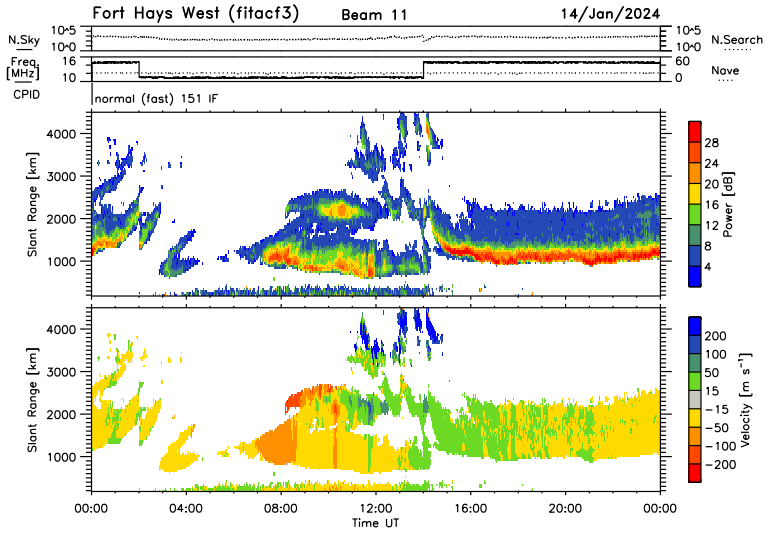 Fort Hays West (fitacf3) Beam 11 14/Jan/2024
10^5 10^5
N.Sky 10^0 10^0 N.Search
Freq. 16 60
[MHz] 10 0 Nave
CPID normal (fast) 151 IF
4000
3000
2000
1000
Slant Range [km]
28
24
20
16
12
8
4
Power [dB]
4000
3000
2000
1000
Slant Range [km]
200
100
50
15
−15
−50
−100
−200
Velocity [m s⁻¹]
00:00 04:00 08:00 12:00 16:00 20:00 00:00
Time UT